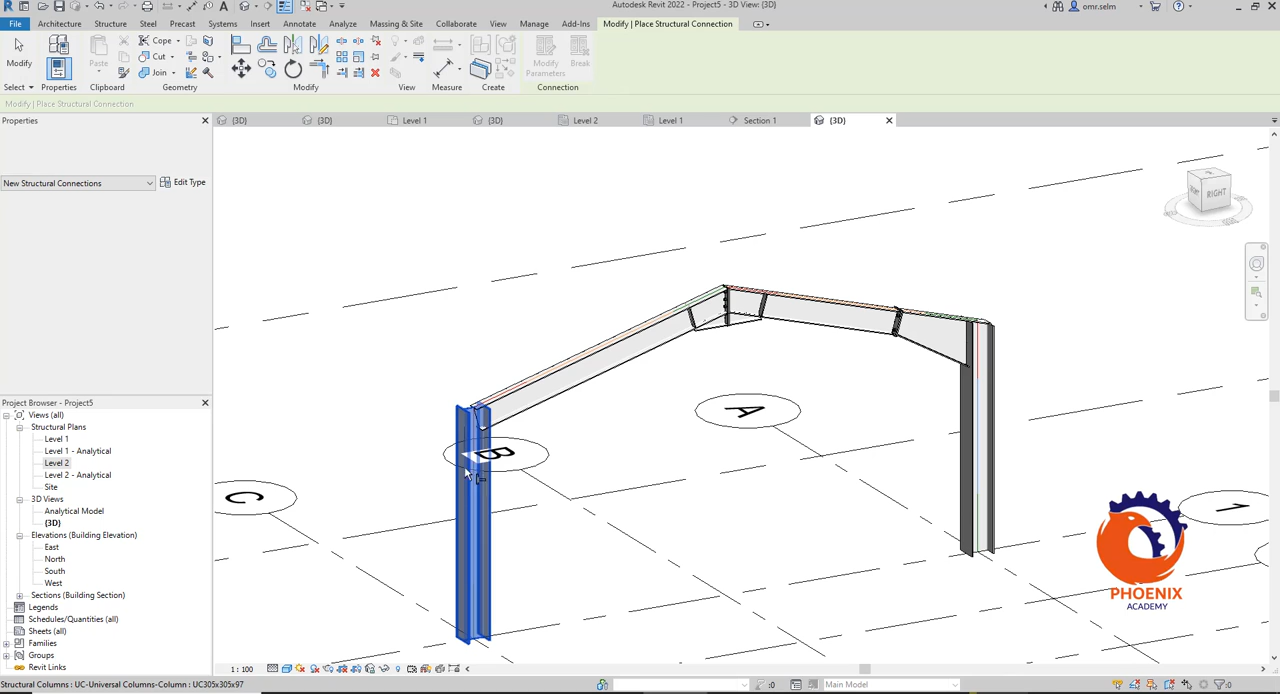 Autodesk Revit 2022 - Project5 - 3D View: {3D}
omr.selm
File Architecture Structure Steel Precast Systems Insert Annotate Analyze Massing & Site Collaborate View Manage Add-Ins Modify | Place Structural Connection
Modify Paste Cope Cut Join Modify Parameters Break
Select Properties Clipboard Geometry Modify View Measure Create Connection
Modify | Place Structural Connection
Properties {3D} {3D} Level 1 {3D} Level 2 Level 1 Section 1 {3D}
New Structural Connections Edit Type
RIGHT
A
B
C
1
Project Browser - Project5
Views (all)
Structural Plans
Level 1
Level 1 - Analytical
Level 2
Level 2 - Analytical
Site
3D Views
Analytical Model
{3D}
Elevations (Building Elevation)
East
North
South
West
Sections (Building Section)
Legends
Schedules/Quantities (all)
Sheets (all)
Families
Groups
Revit Links
PHOENIX
ACADEMY
1 : 100
Structural Columns : UC-Universal Columns-Column : UC305x305x97 :0 Main Model :0